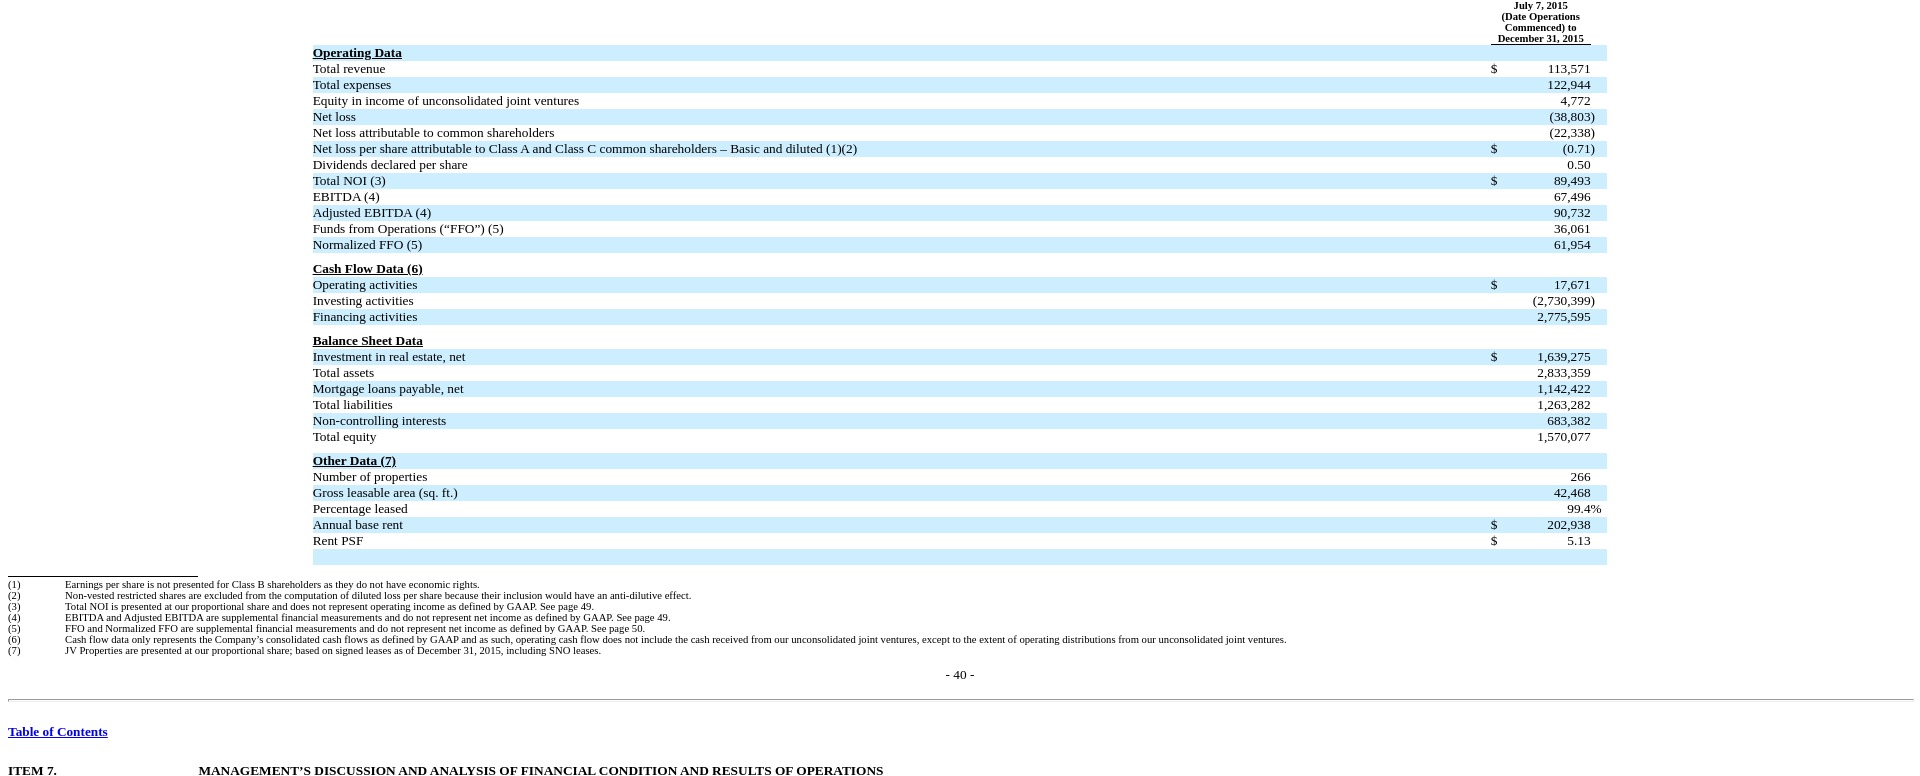 July 7, 2015
(Date Operations
Commenced) to
December 31, 2015
Operating Data
Total revenue $ 113,571
Total expenses 122,944
Equity in income of unconsolidated joint ventures 4,772
Net loss (38,803)
Net loss attributable to common shareholders (22,338)
Net loss per share attributable to Class A and Class C common shareholders – Basic and diluted (1)(2) $ (0.71)
Dividends declared per share 0.50
Total NOI (3) $ 89,493
EBITDA (4) 67,496
Adjusted EBITDA (4) 90,732
Funds from Operations (“FFO”) (5) 36,061
Normalized FFO (5) 61,954
Cash Flow Data (6)
Operating activities $ 17,671
Investing activities (2,730,399)
Financing activities 2,775,595
Balance Sheet Data
Investment in real estate, net $ 1,639,275
Total assets 2,833,359
Mortgage loans payable, net 1,142,422
Total liabilities 1,263,282
Non-controlling interests 683,382
Total equity 1,570,077
Other Data (7)
Number of properties 266
Gross leasable area (sq. ft.) 42,468
Percentage leased 99.4%
Annual base rent $ 202,938
Rent PSF $ 5.13
(1) Earnings per share is not presented for Class B shareholders as they do not have economic rights.
(2) Non-vested restricted shares are excluded from the computation of diluted loss per share because their inclusion would have an anti-dilutive effect.
(3) Total NOI is presented at our proportional share and does not represent operating income as defined by GAAP. See page 49.
(4) EBITDA and Adjusted EBITDA are supplemental financial measurements and do not represent net income as defined by GAAP. See page 49.
(5) FFO and Normalized FFO are supplemental financial measurements and do not represent net income as defined by GAAP. See page 50.
(6) Cash flow data only represents the Company’s consolidated cash flows as defined by GAAP and as such, operating cash flow does not include the cash received from our unconsolidated joint ventures, except to the extent of operating distributions from our unconsolidated joint ventures.
(7) JV Properties are presented at our proportional share; based on signed leases as of December 31, 2015, including SNO leases.
- 40 -
Table of Contents
ITEM 7. MANAGEMENT’S DISCUSSION AND ANALYSIS OF FINANCIAL CONDITION AND RESULTS OF OPERATIONS